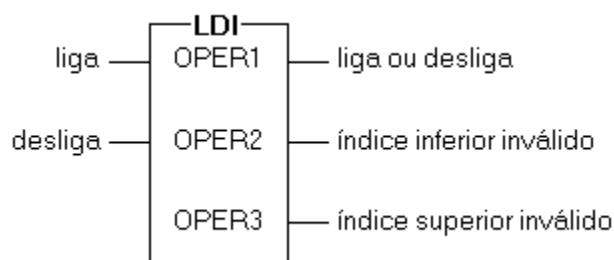 LDI
liga OPER1 liga ou desliga
desliga OPER2 índice inferior inválido
OPER3 índice superior inválido